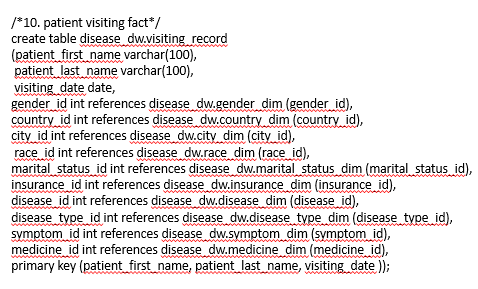 /*10. patient visiting fact*/
create table disease_dw.visiting_record
(patient_first_name varchar(100),
patient_last_name varchar(100),
visiting_date date,
gender_id int references disease_dw.gender_dim (gender_id),
country_id int references disease_dw.country_dim (country_id),
city_id int references disease_dw.city_dim (city_id),
race_id int references disease_dw.race_dim (race_id),
marital_status_id int references disease_dw.marital_status_dim (marital_status_id),
insurance_id int references disease_dw.insurance_dim (insurance_id),
disease_id int references disease_dw.disease_dim (disease_id),
disease_type_id int references disease_dw.disease_type_dim (disease_type_id),
symptom_id int references disease_dw.symptom_dim (symptom_id),
medicine_id int references disease_dw.medicine_dim (medicine_id),
primary key (patient_first_name, patient_last_name, visiting_date ));